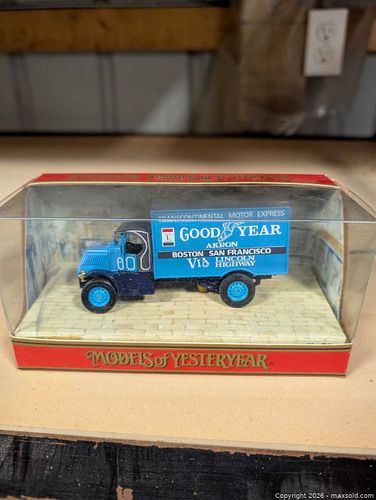 TRANSCONTINENTAL MOTOR EXPRESS
L
GOOD YEAR
AKRON
BOSTON SAN FRANCISCO
VIA LINCOLN
HIGHWAY
60
MODELS of YESTERYEAR
Copyright © 2026 - maxsold.com